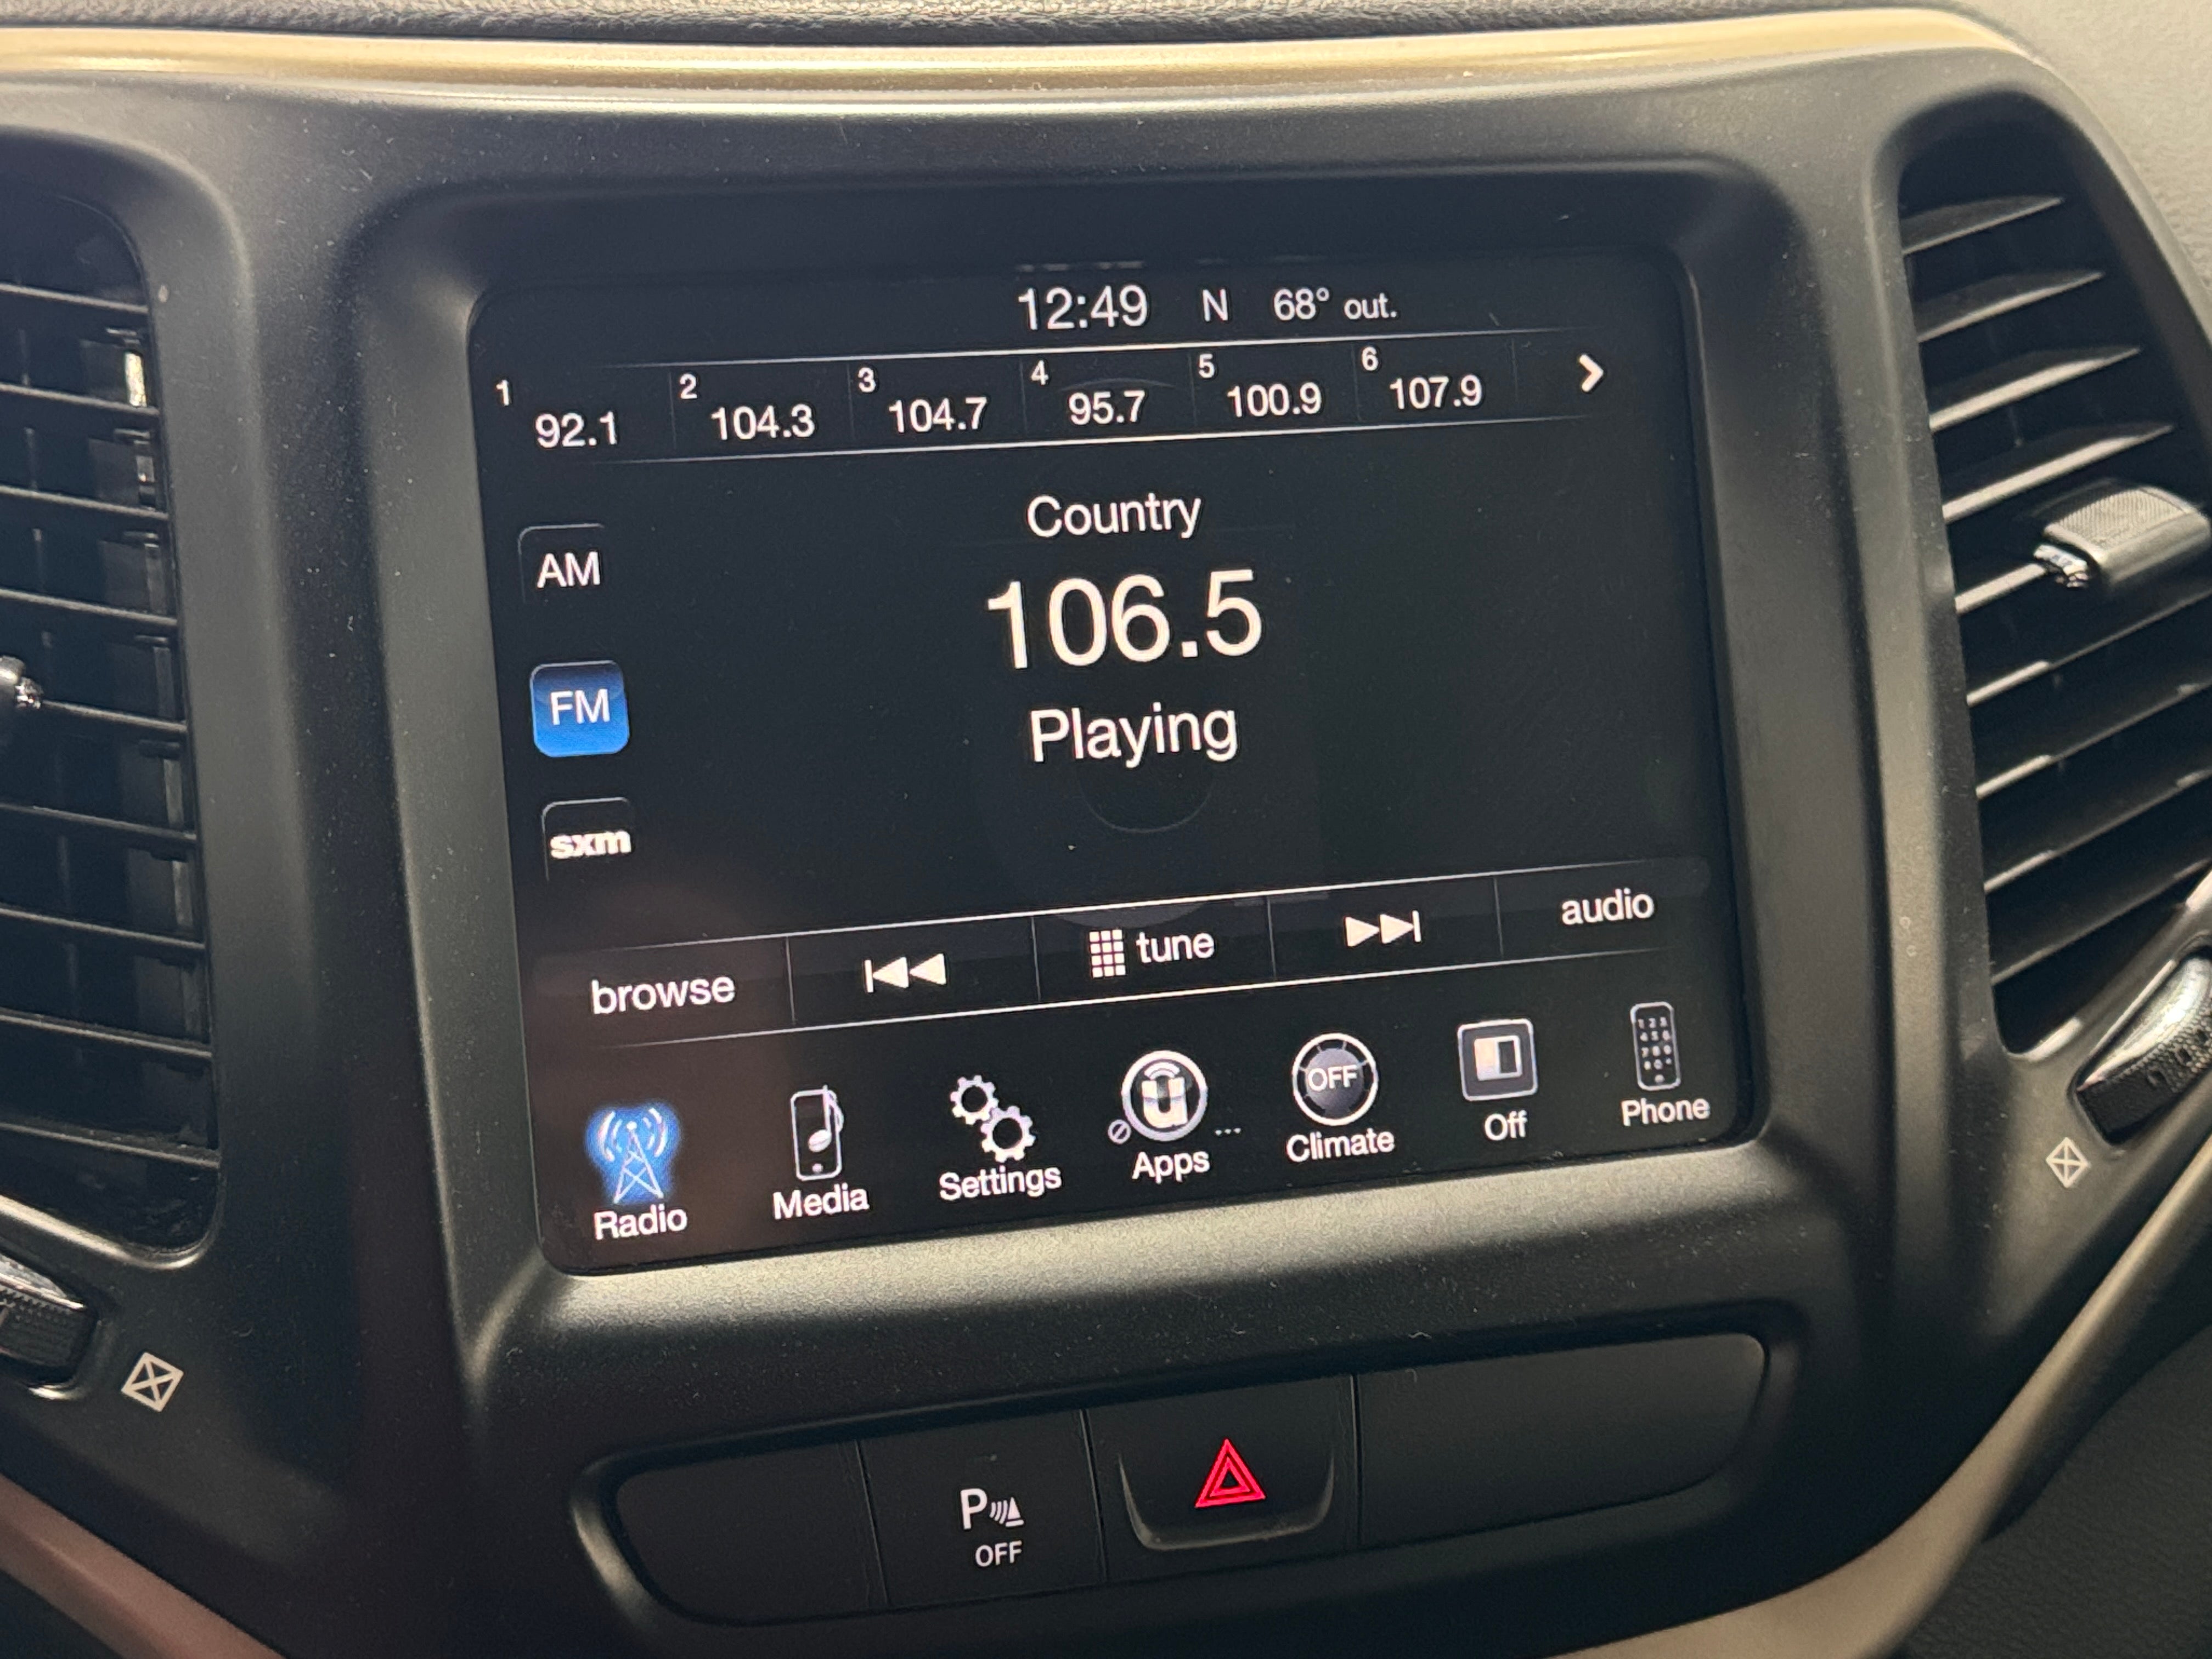 12:49 N 68° out.
1 92.1 2 104.3 3 104.7 4 95.7 5 100.9 6 107.9
Country
AM
106.5
FM
Playing
sxm
browse tune audio
OFF
Radio Media Settings Apps ... Climate Off Phone
P
OFF